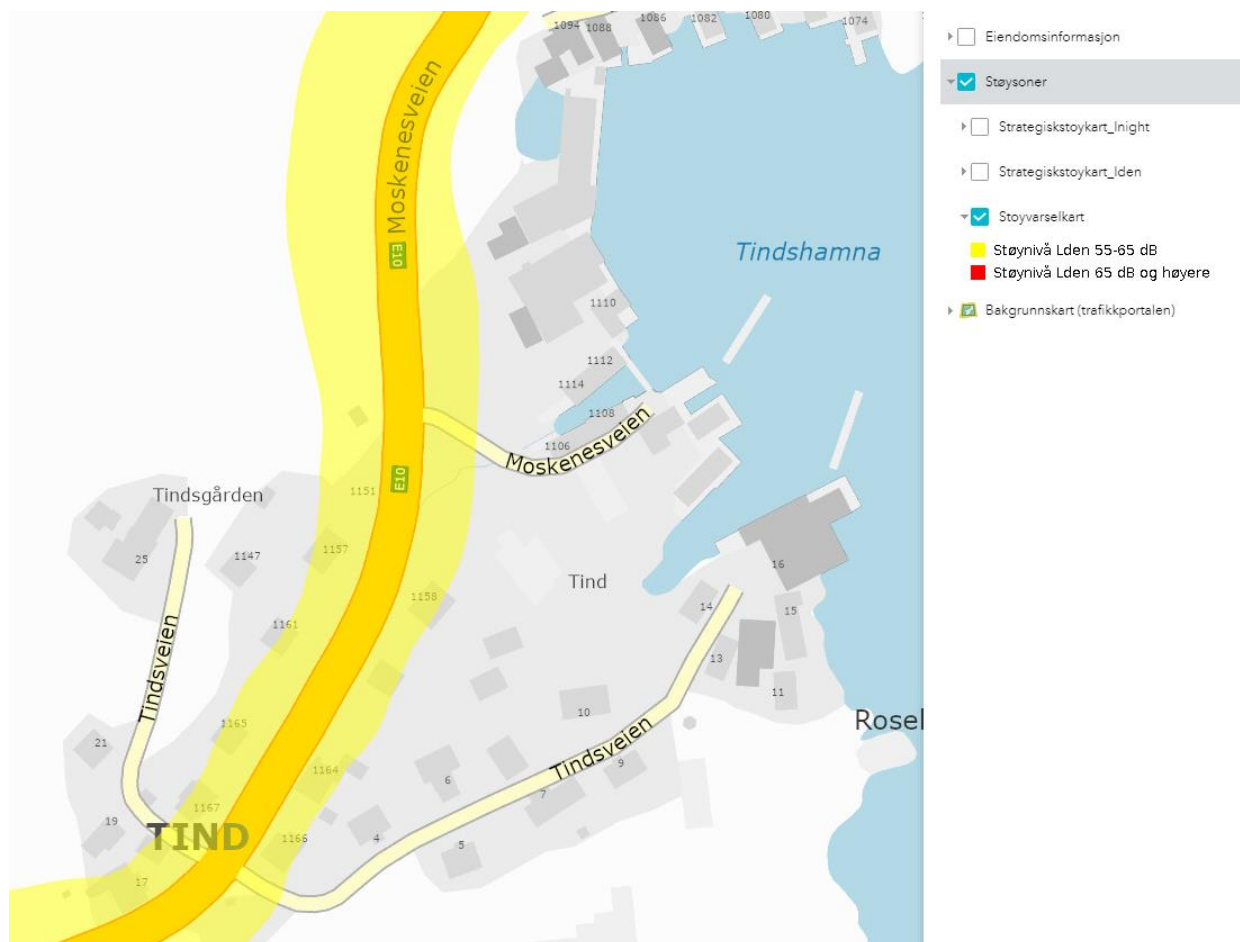 1094
1088
1086
1082
1080
1074
Moskenesveien
E10
Tindshamna
1110
1112
1114
1108
1106
Moskenesveien
E10
1151
Tindsgården
25
1147
1157
Tind
1158
1161
16
14
15
13
11
Tindsveien
10
1165
Rosel
21
Tindsveien
9
1164
6
7
1167
TIND
19
1166
4
5
17
Eiendomsinformasjon
Støysoner
Strategiskstoykart_lnight
Strategiskstoykart_lden
Stoyvarselkart
Støynivå Lden 55-65 dB
Støynivå Lden 65 dB og høyere
Bakgrunnskart (trafikkportalen)